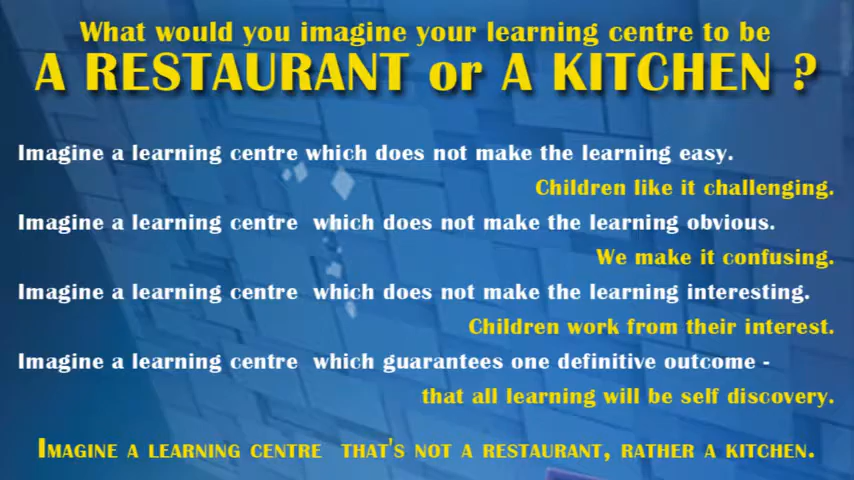 What would you imagine your learning centre to be
A RESTAURANT or A KITCHEN ?
Imagine a learning centre which does not make the learning easy.
Children like it challenging.
Imagine a learning centre which does not make the learning obvious.
We make it confusing.
Imagine a learning centre which does not make the learning interesting.
Children work from their interest.
Imagine a learning centre which guarantees one definitive outcome -
that all learning will be self discovery.
IMAGINE A LEARNING CENTRE THAT'S NOT A RESTAURANT, RATHER A KITCHEN.